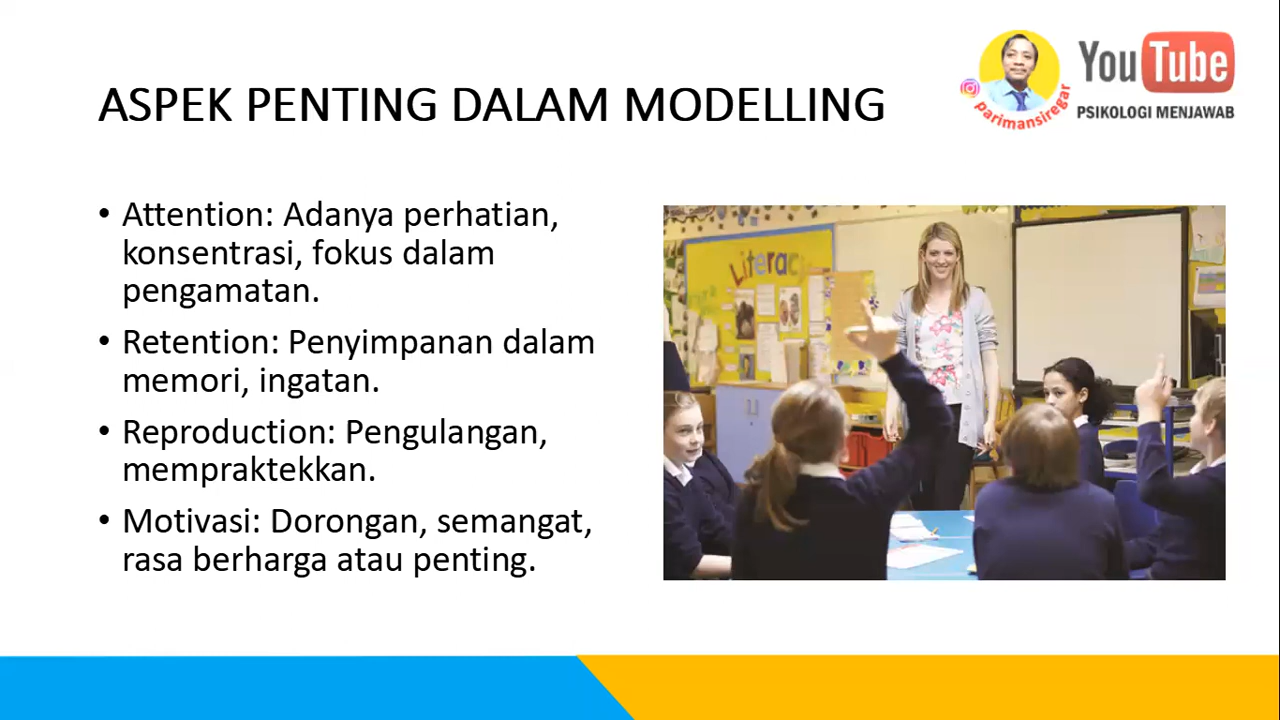 ASPEK PENTING DALAM MODELLING
YouTube
parimansiregar
PSIKOLOGI MENJAWAB
• Attention: Adanya perhatian,
konsentrasi, fokus dalam
pengamatan.
• Retention: Penyimpanan dalam
memori, ingatan.
• Reproduction: Pengulangan,
mempraktekkan.
• Motivasi: Dorongan, semangat,
rasa berharga atau penting.
Literacy